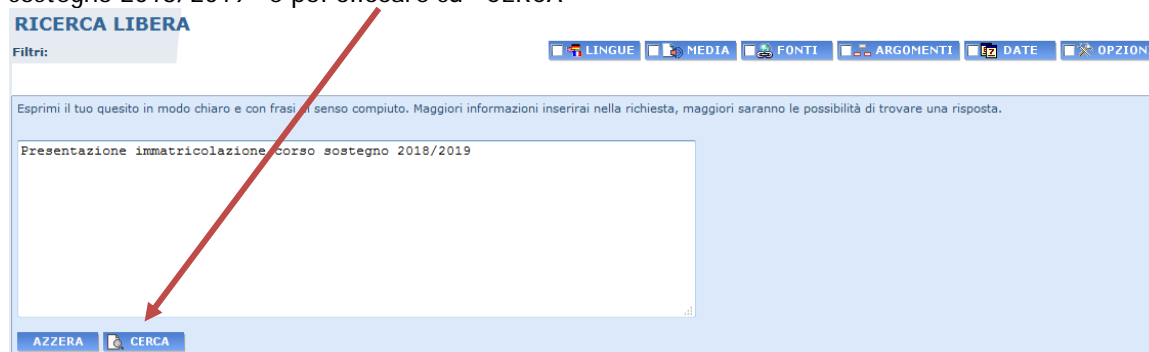 RICERCA LIBERA
Filtri:
LINGUE MEDIA FONTI ARGOMENTI DATE OPZION
Esprimi il tuo quesito in modo chiaro e con frasi di senso compiuto. Maggiori informazioni inserirai nella richiesta, maggiori saranno le possibilità di trovare una risposta.
Presentazione immatricolazione corso sostegno 2018/2019
AZZERA CERCA